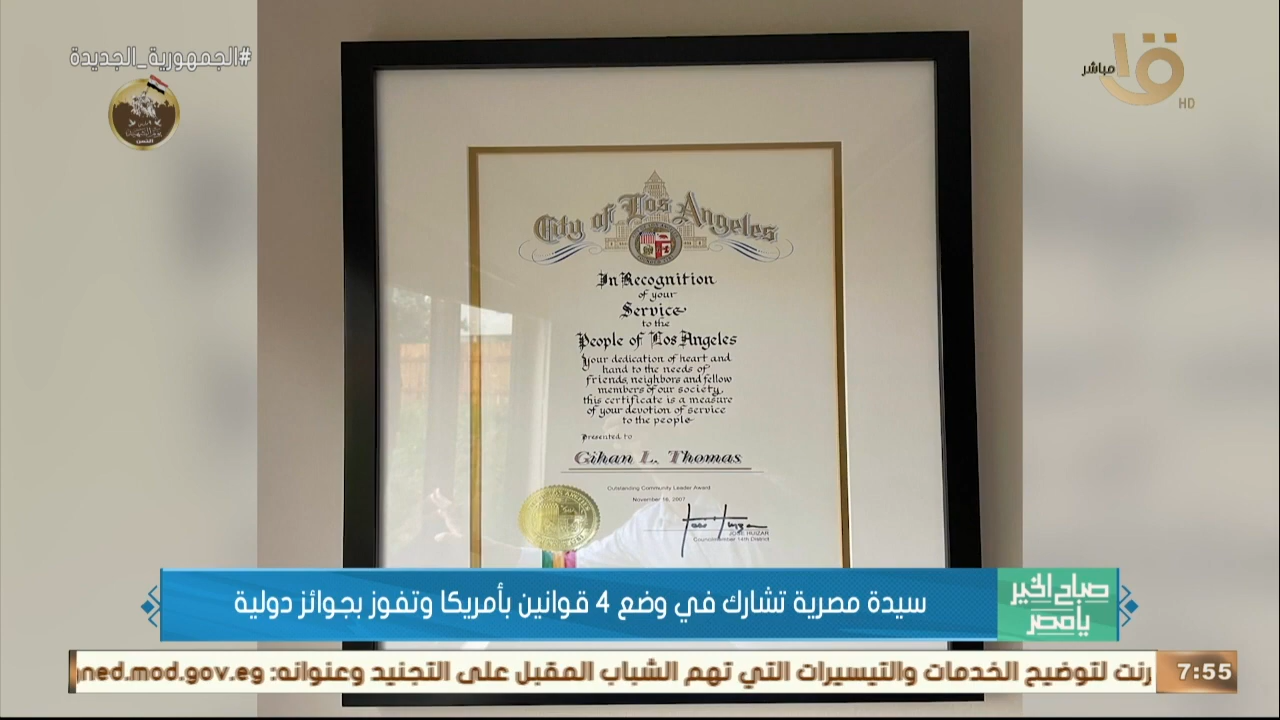 #الجمهورية_الجديدة
مباشر
HD
City of Los Angeles
In Recognition
of your
Service
to the
People of Los Angeles
Your dedication of heart and
hand to the needs of
friends, neighbors and fellow
members of our society,
this certificate is a measure
of your devotion of service
to the people
Presented to
Gihan L. Thomas
Outstanding Community Leader Award
November 16, 2007
JOSE HUIZAR
Councilmember 14th District
صباح الخير
يا مصر
سيدة مصرية تشارك في وضع 4 قوانين بأمريكا وتفوز بجوائز دولية
رنت لتوضيح الخدمات والتيسيرات التي تهم الشباب المقبل على التجنيد وعنوانه: ned.mod.gov.eg
7:55